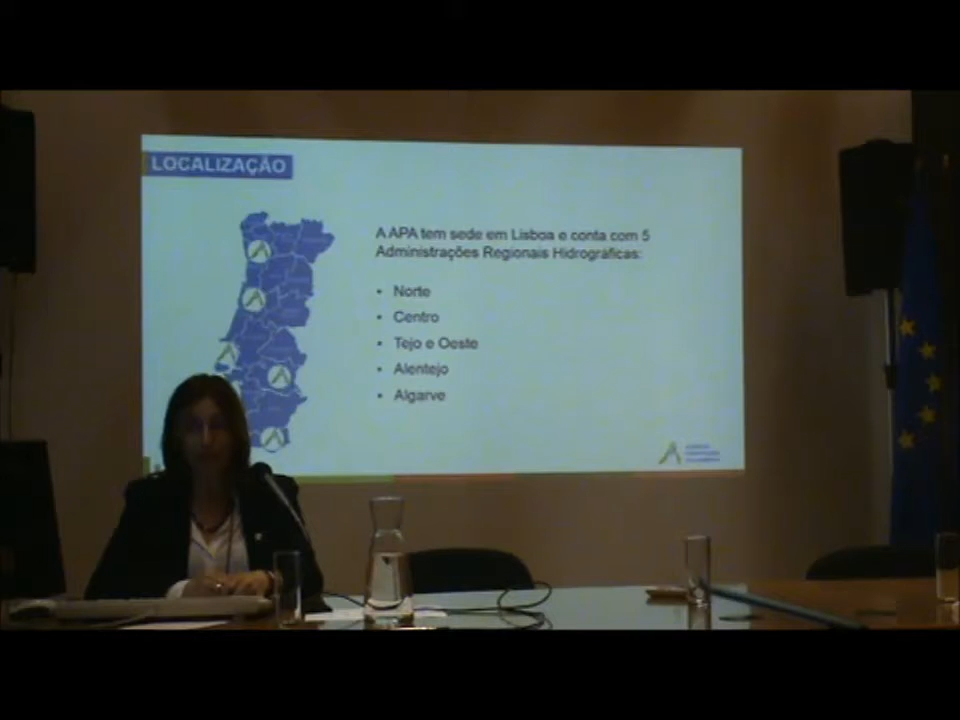 LOCALIZAÇÃO
A APA tem sede em Lisboa e conta com 5
Administrações Regionais Hidrográficas:
• Norte
• Centro
• Tejo e Oeste
• Alentejo
• Algarve